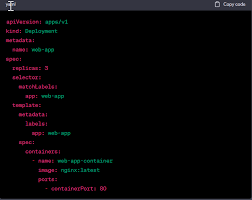 Copy code
apiVersion: apps/v1
kind: Deployment
metadata:
  name: web-app
spec:
  replicas: 3
  selector:
    matchLabels:
      app: web-app
  template:
    metadata:
      labels:
        app: web-app
    spec:
      containers:
        - name: web-app-container
          image: nginx:latest
          ports:
            - containerPort: 80